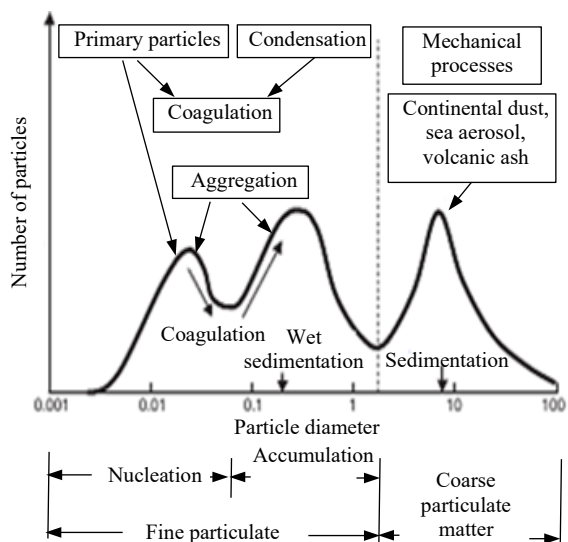 Primary particles
Condensation
Mechanical
processes
Coagulation
Continental dust,
sea aerosol,
volcanic ash
Aggregation
Number of particles
Coagulation
Wet
sedimentation
Sedimentation
0.001
0.01
0.1
1
10
100
Particle diameter
Accumulation
Nucleation
Coarse
particulate
matter
Fine particulate